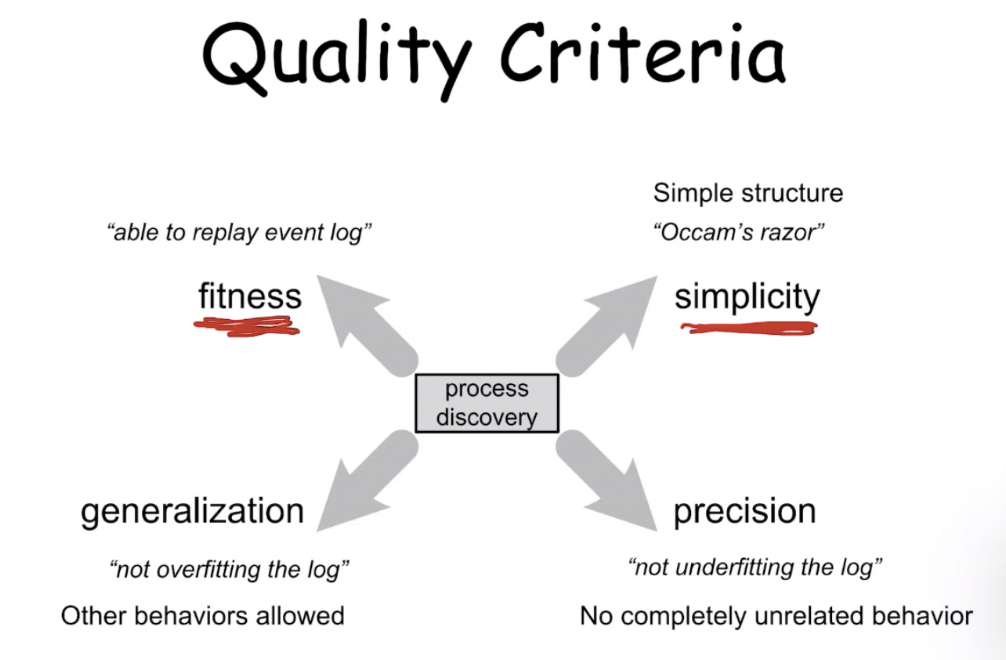 Quality Criteria
Simple structure
“able to replay event log”
“Occam’s razor”
fitness
simplicity
process
discovery
generalization
precision
“not overfitting the log”
“not underfitting the log”
Other behaviors allowed
No completely unrelated behavior